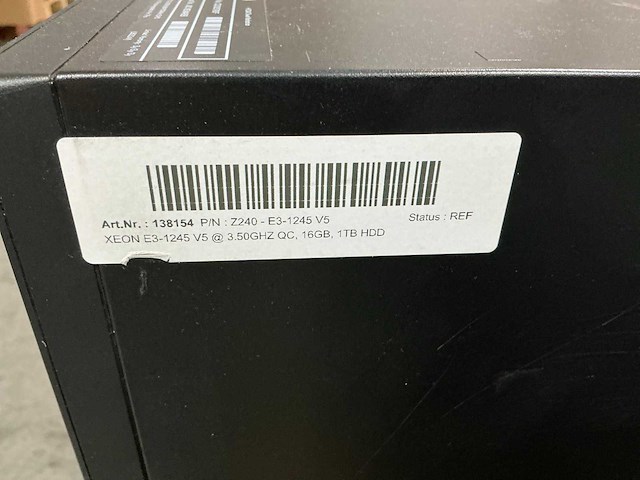 Art.Nr. : 138154 P/N : Z240 - E3-1245 V5 Status : REF
XEON E3-1245 V5 @ 3.50GHZ QC, 16GB, 1TB HDD